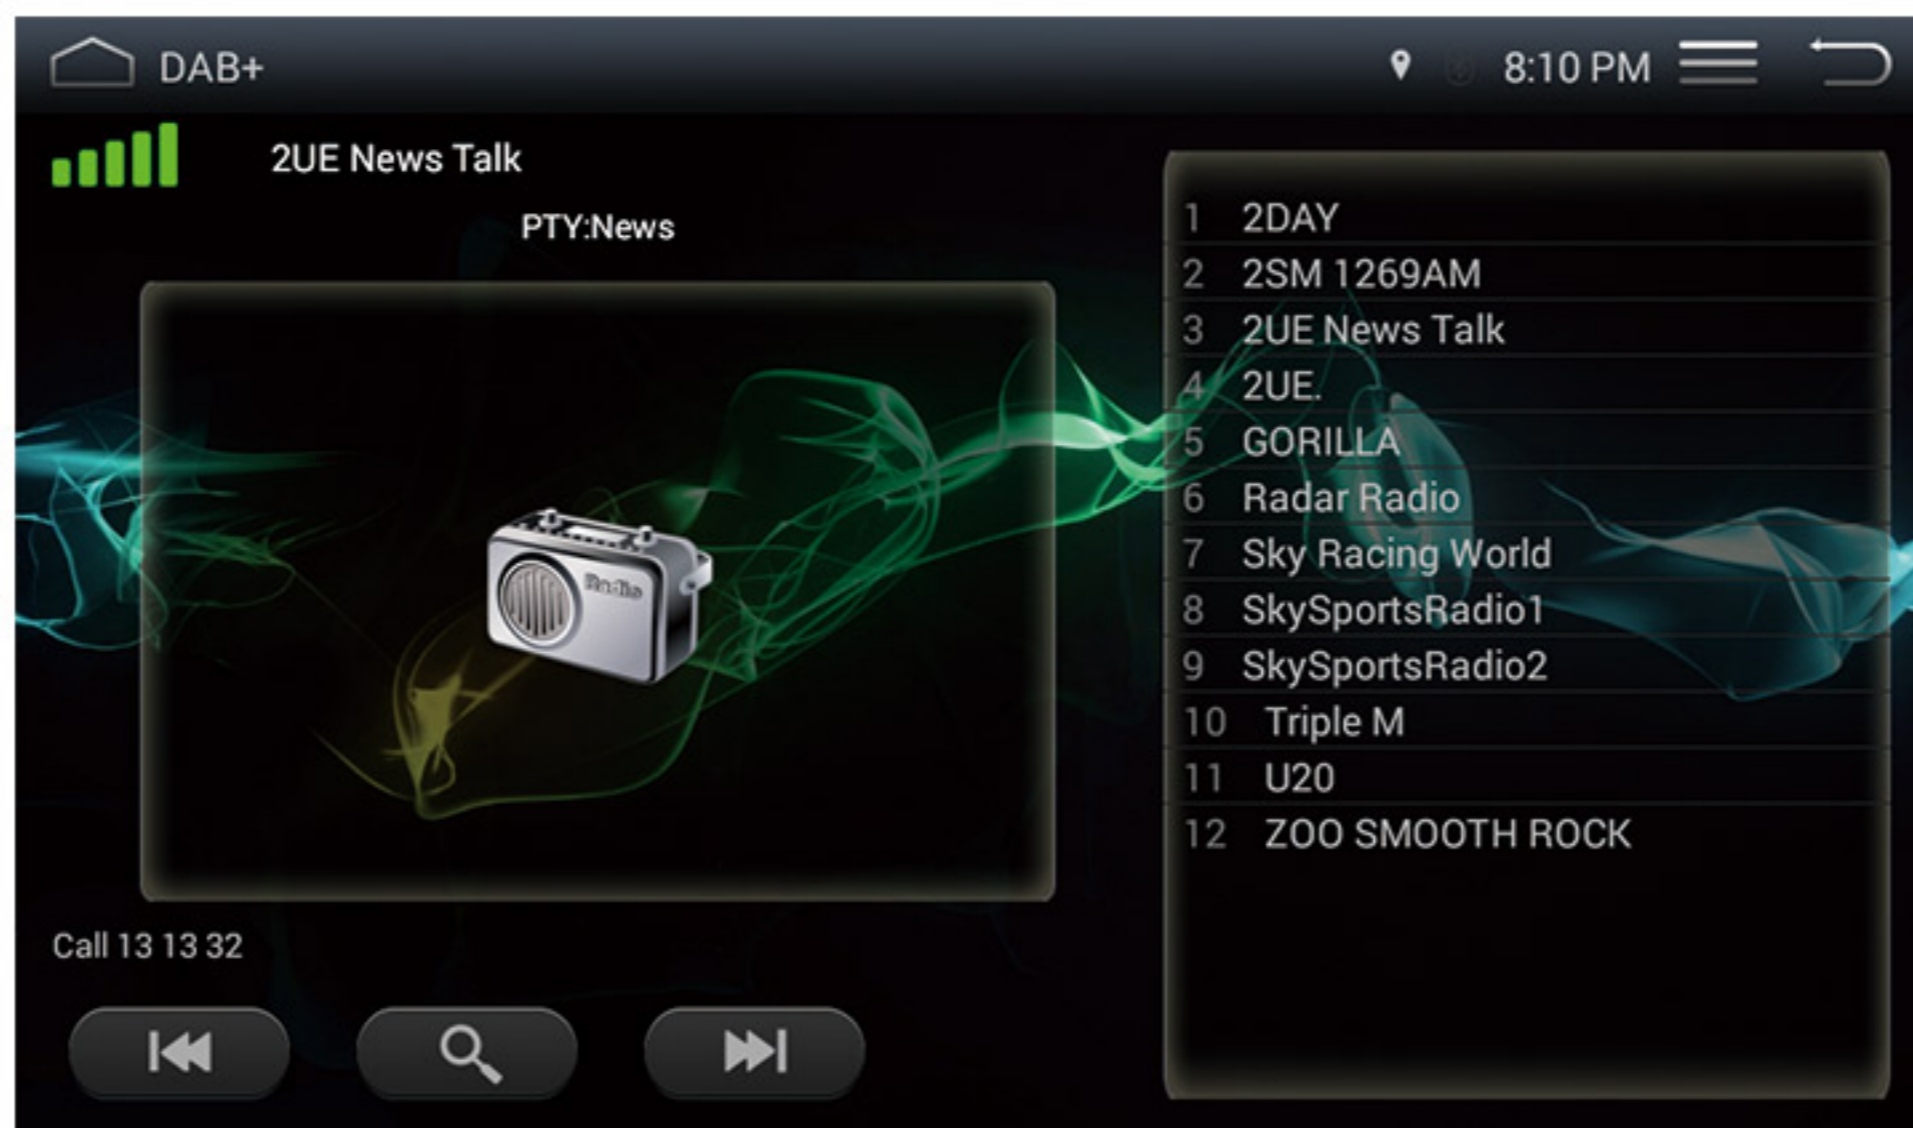 DAB+
8:10 PM
2UE News Talk
PTY:News
Radio
Call 13 13 32
1 2DAY
2 2SM 1269AM
3 2UE News Talk
4 2UE.
5 GORILLA
6 Radar Radio
7 Sky Racing World
8 SkySportsRadio1
9 SkySportsRadio2
10 Triple M
11 U20
12 ZOO SMOOTH ROCK